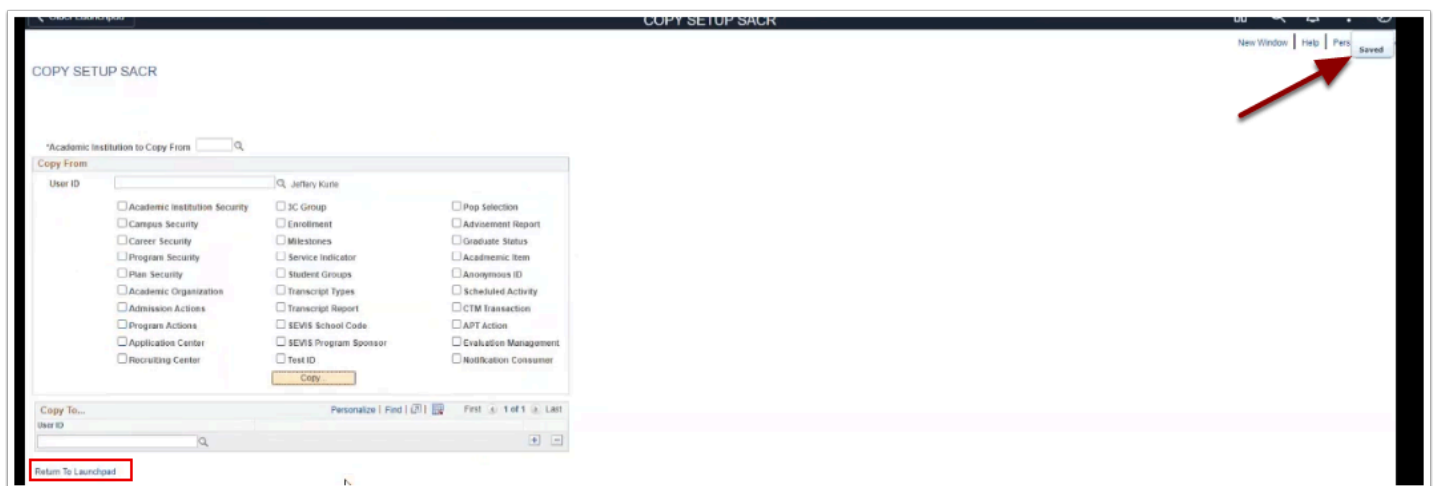 COPY SETUP SACR
New Window | Help | Pers
Saved
COPY SETUP SACR
*Academic Institution to Copy From
Copy From
User ID Jeffery Kurle
Academic Institution Security 3C Group Pop Selection
Campus Security Enrollment Advisement Report
Career Security Milestones Graduate Status
Program Security Service Indicator Acadmemic Item
Plan Security Student Groups Anonymous ID
Academic Organization Transcript Types Scheduled Activity
Admission Actions Transcript Report CTM Transaction
Program Actions SEVIS School Code APT Action
Application Center SEVIS Program Sponsor Evaluation Management
Recruiting Center Test ID Notification Consumer
Copy...
Copy To... Personalize | Find | First 1 of 1 Last
User ID
Return To Launchpad